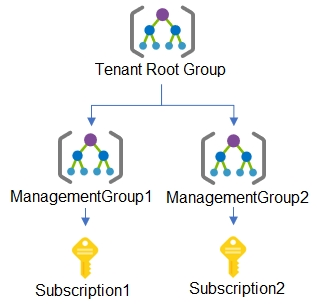 Tenant Root Group
ManagementGroup1
ManagementGroup2
Subscription1
Subscription2